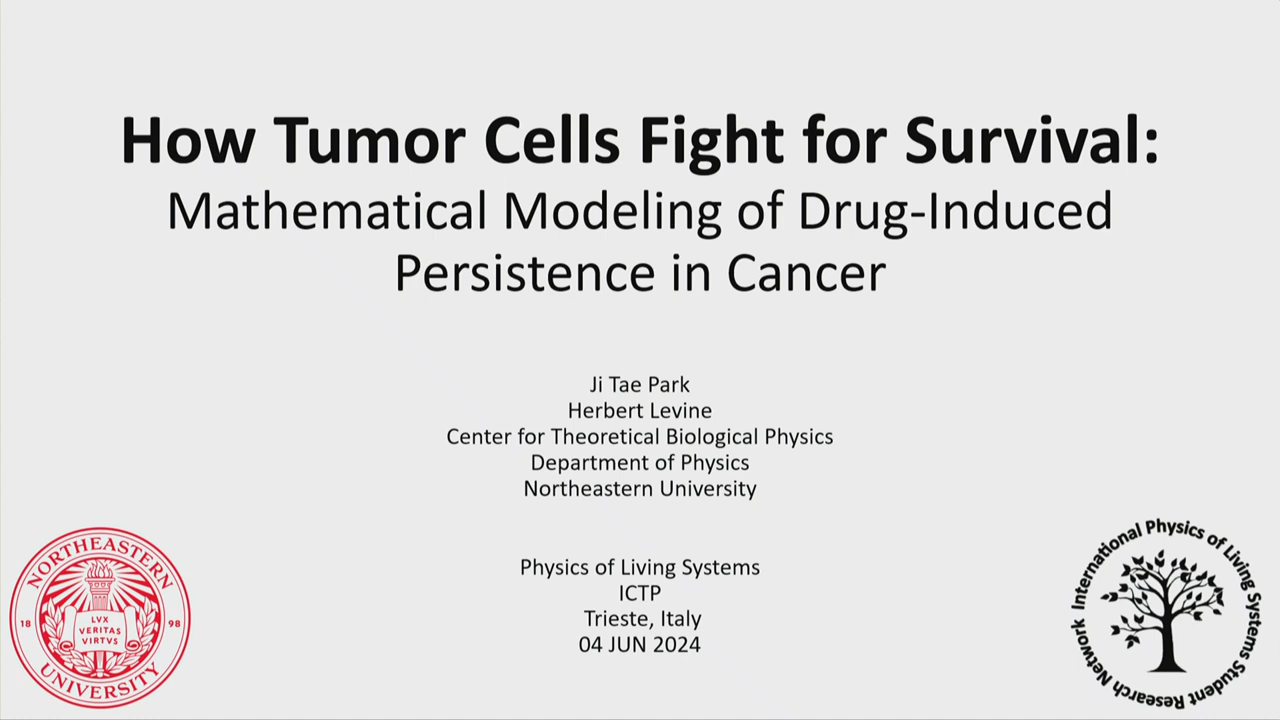 How Tumor Cells Fight for Survival:
Mathematical Modeling of Drug-Induced
Persistence in Cancer
Ji Tae Park
Herbert Levine
Center for Theoretical Biological Physics
Department of Physics
Northeastern University
Physics of Living Systems
ICTP
Trieste, Italy
04 JUN 2024
NORTHEASTERN
18 98
LVX
VERITAS
VIRTVS
UNIVERSITY
International Physics of Living Systems Student Research Network